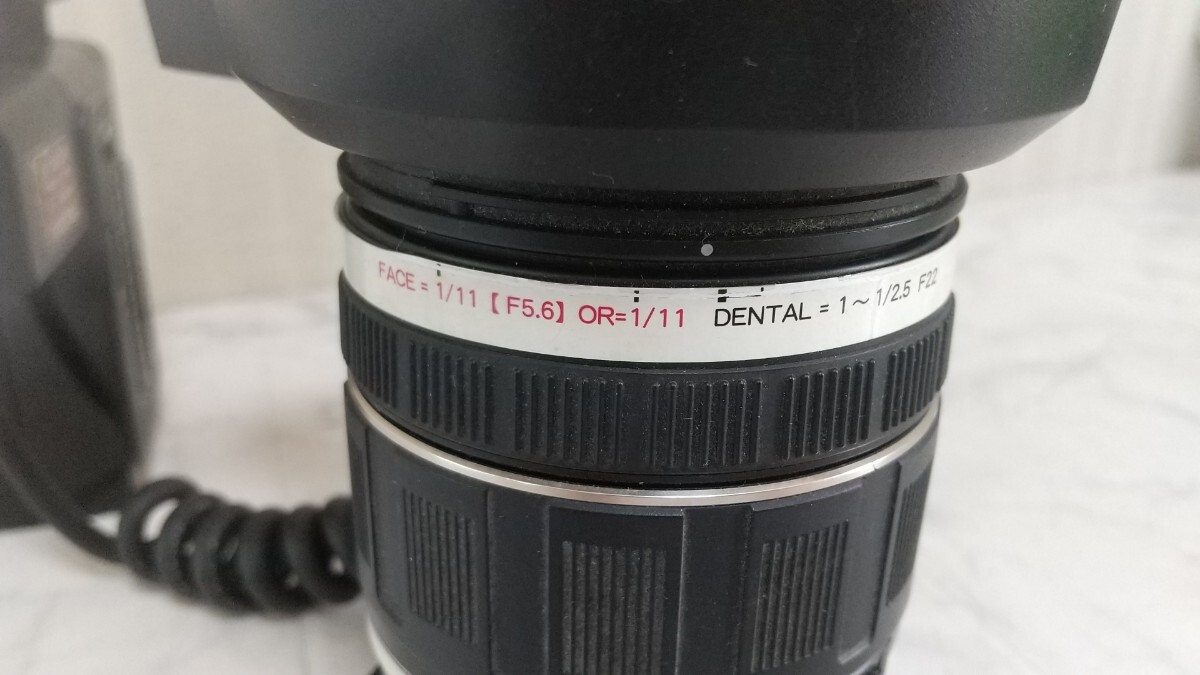 FACE = 1/11 【 F5.6】 OR=1/11 DENTAL = 1～ 1/2.5 F22